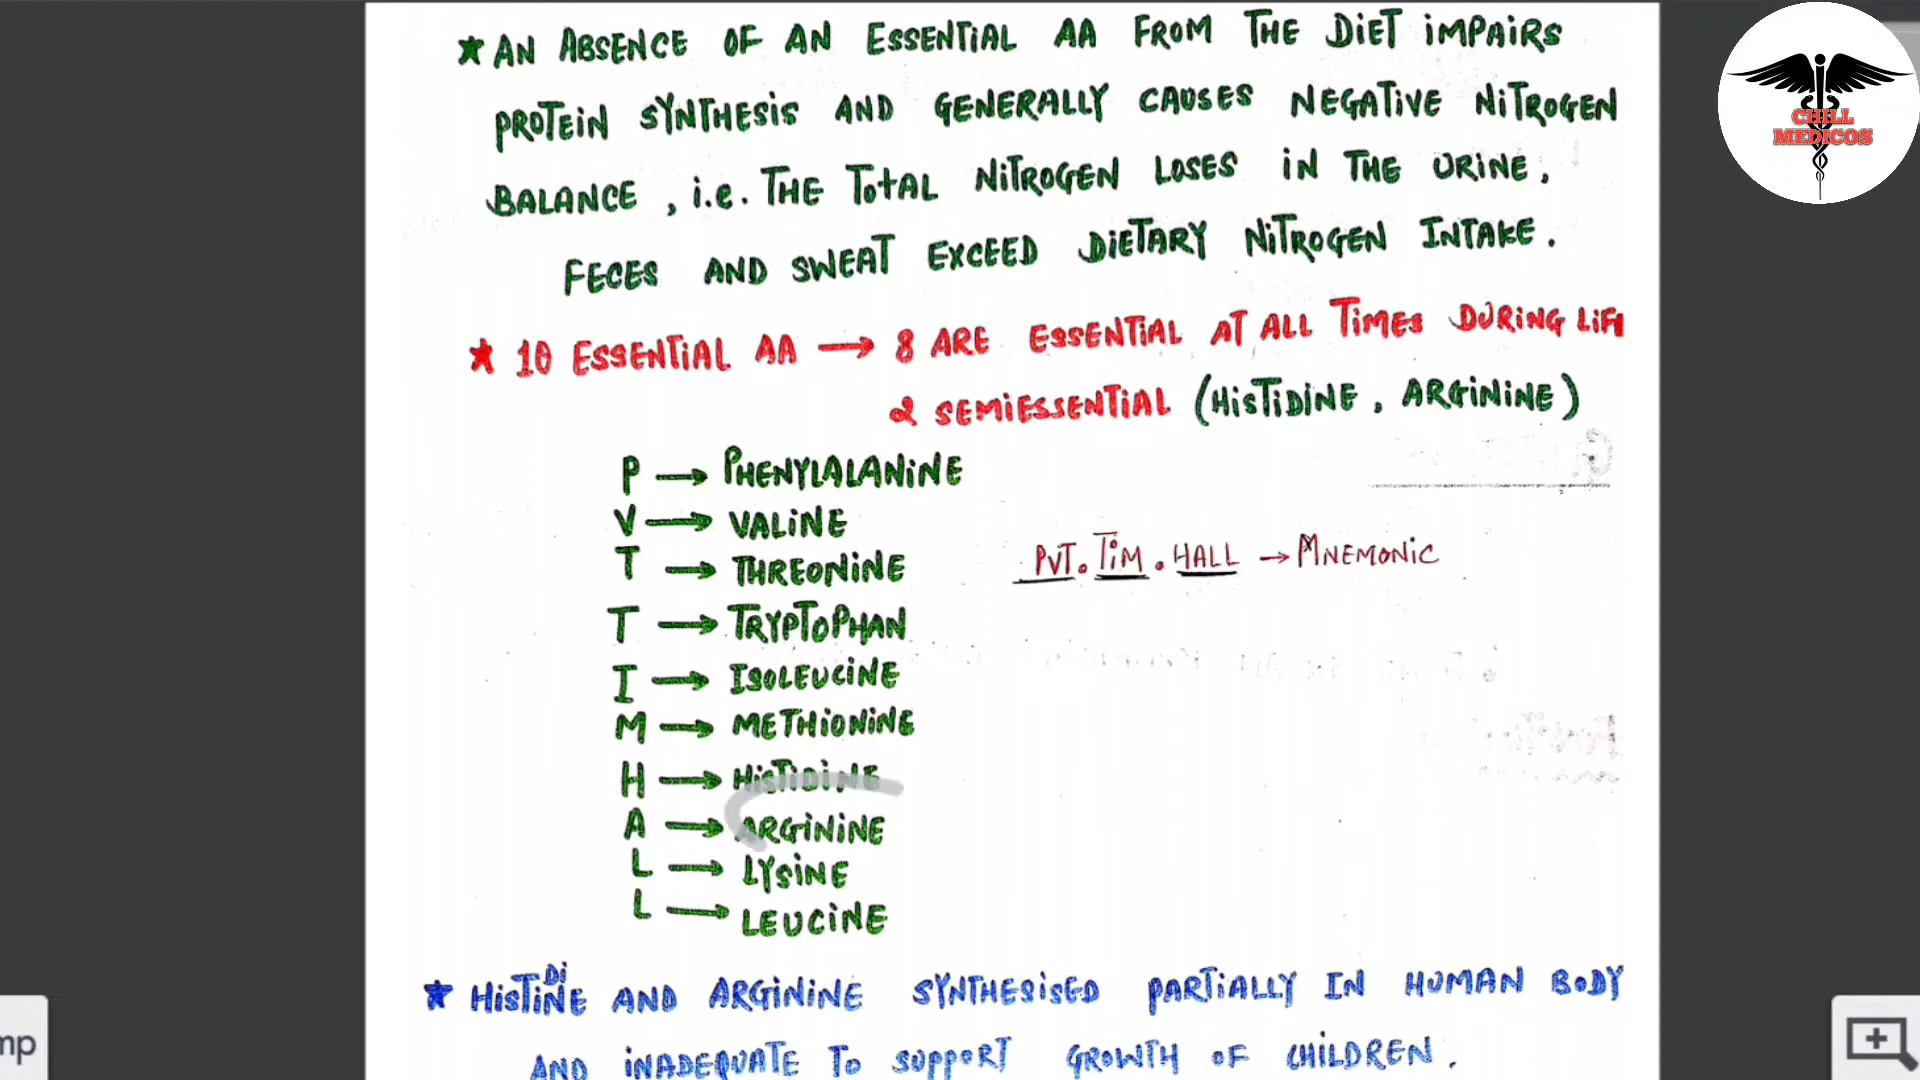 ★ AN ABSENCE OF AN ESSENTIAL AA FROM THE DIET IMPAIRS
PROTEIN SYNTHESIS AND GENERALLY CAUSES NEGATIVE NITROGEN
BALANCE, i.e. THE TOTAL NITROGEN LOSES IN THE URINE,
FECES AND SWEAT EXCEED DIETARY NITROGEN INTAKE.
★ 10 ESSENTIAL AA → 8 ARE ESSENTIAL AT ALL TIMES DURING LIFE
2 SEMIESSENTIAL (HISTIDINE, ARGININE)
P → PHENYLALANINE
V → VALINE
T → THREONINE
PVT. TIM. HALL → MNEMONIC
T → TRYPTOPHAN
I → ISOLEUCINE
M → METHIONINE
H → HISTIDINE
A → ARGININE
L → LYSINE
L → LEUCINE
★ HISTIDINE AND ARGININE SYNTHESISED PARTIALLY IN HUMAN BODY
AND INADEQUATE TO SUPPORT GROWTH OF CHILDREN.
CHILL
MEDICOS
mp